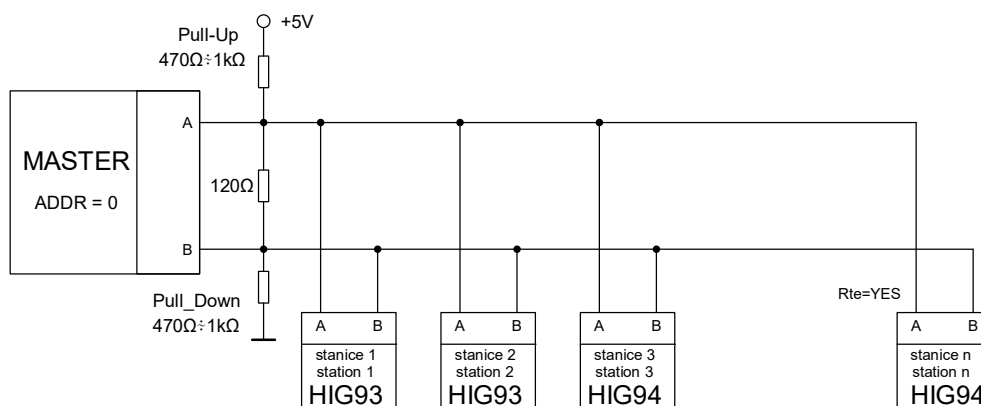 +5V
Pull-Up
470Ω÷1kΩ
A
MASTER
ADDR = 0
120Ω
B
Pull_Down
470Ω÷1kΩ
Rte=YES
A B
stanice 1
station 1
HIG93
A B
stanice 2
station 2
HIG93
A B
stanice 3
station 3
HIG94
A B
stanice n
station n
HIG94